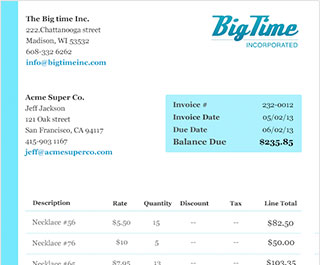 The Big time Inc.
222,Chattanooga street
Madison, WI 53532
608-332 6262
info@bigtimeinc.com
BigTime
INCORPORATED
Acme Super Co.
Jeff Jackson
121 Oak street
San Francisco, CA 94117
415-903 1167
jeff@acmesuperco.com
Invoice # 232-0012
Invoice Date 05/02/13
Due Date 06/02/13
Balance Due $235.85
Description Rate Quantity Discount Tax Line Total
Necklace #56 $5.50 15 -- -- $82.50
Necklace #76 $10 5 -- -- $50.00
Necklace #65 $7.95 13 -- -- $103.35